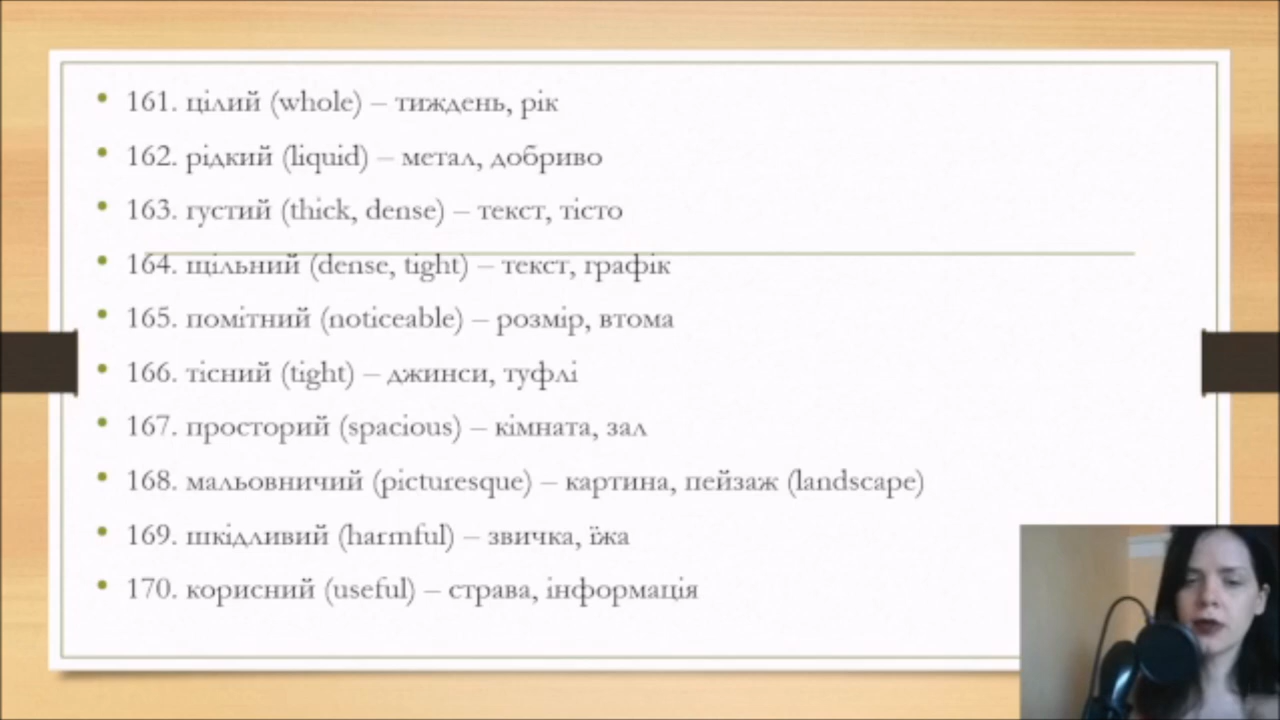 • 161. цілий (whole) – тиждень, рік
• 162. рідкий (liquid) – метал, добриво
• 163. густий (thick, dense) – текст, тісто
• 164. щільний (dense, tight) – текст, графік
• 165. помітний (noticeable) – розмір, втома
• 166. тісний (tight) – джинси, туфлі
• 167. просторий (spacious) – кімната, зал
• 168. мальовничий (picturesque) – картина, пейзаж (landscape)
• 169. шкідливий (harmful) – звичка, їжа
• 170. корисний (useful) – страва, інформація